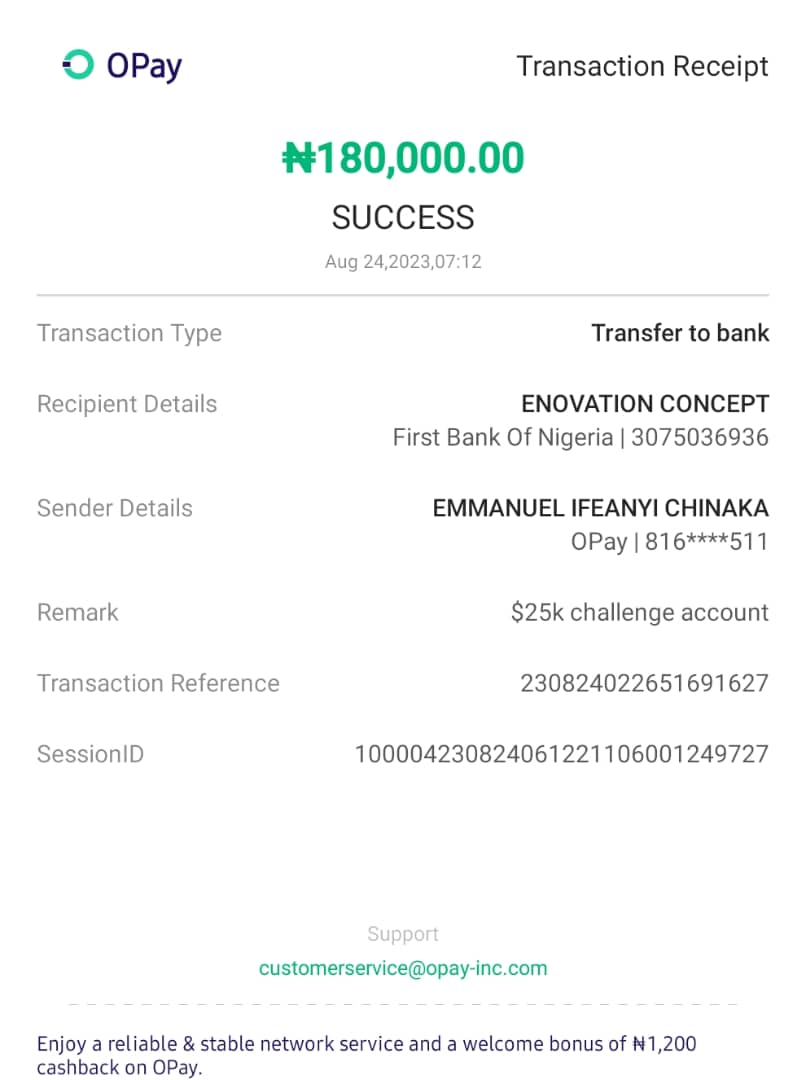 OPay
Transaction Receipt
₦180,000.00
SUCCESS
Aug 24,2023,07:12
Transaction Type
Transfer to bank
Recipient Details
ENOVATION CONCEPT
First Bank Of Nigeria | 3075036936
Sender Details
EMMANUEL IFEANYI CHINAKA
OPay | 816****511
Remark
$25k challenge account
Transaction Reference
230824022651691627
SessionID
100004230824061221106001249727
Support
customerservice@opay-inc.com
Enjoy a reliable & stable network service and a welcome bonus of ₦1,200
cashback on OPay.